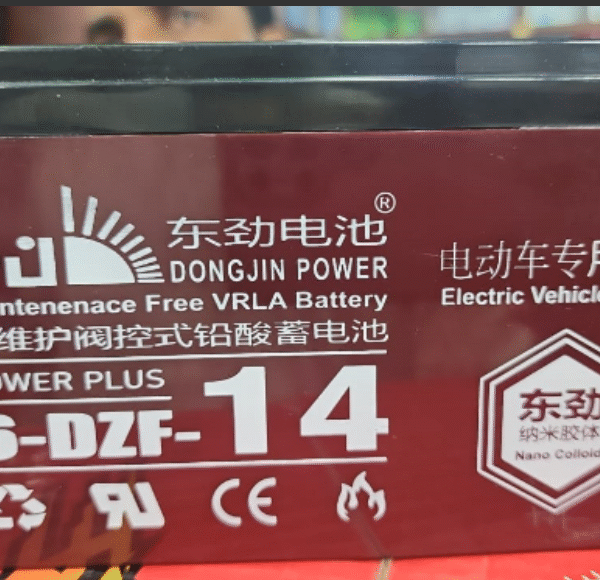 ®
东劲电池
DONGJIN POWER
ntenenace Free VRLA Battery
维护阀控式铅酸蓄电池
OWER PLUS
6-DZF-14
CE
电动车专用
Electric Vehicle
东劲
纳米胶体
Nano Colloid